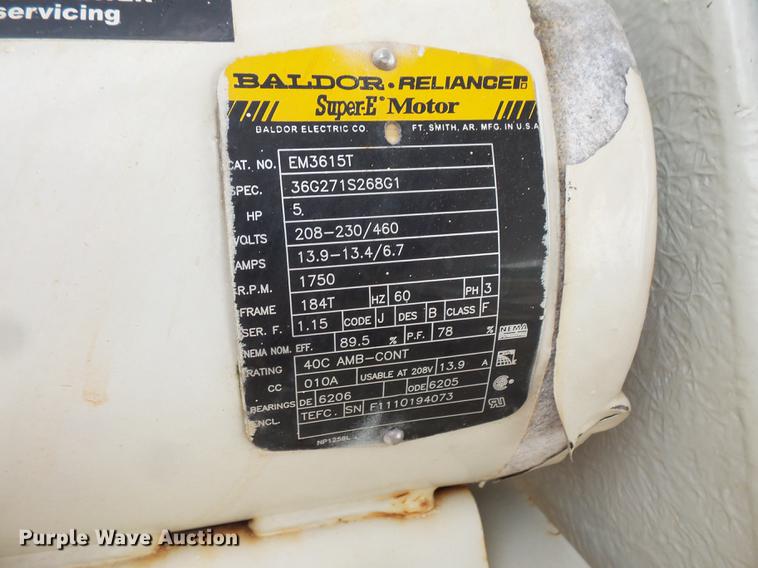 servicing
BALDOR • RELIANCER
Super-E® Motor
BALDOR ELECTRIC CO. FT. SMITH, AR. MFG. IN U.S.A.
CAT. NO. EM3615T
SPEC. 36G271S268G1
HP 5.
VOLTS 208-230/460
AMPS 13.9-13.4/6.7
R.P.M. 1750
FRAME 184T HZ 60 PH 3
SER. F. 1.15 CODE J DES B CLASS F
NEMA NOM. EFF. 89.5 % P.F. 78 % NEMA
RATING 40C AMB-CONT
CC 010A USABLE AT 208V 13.9 A
BEARINGS DE 6206 ODE 6205
ENCL. TEFC. SN F1110194073
NP1258L
Purple Wave Auction